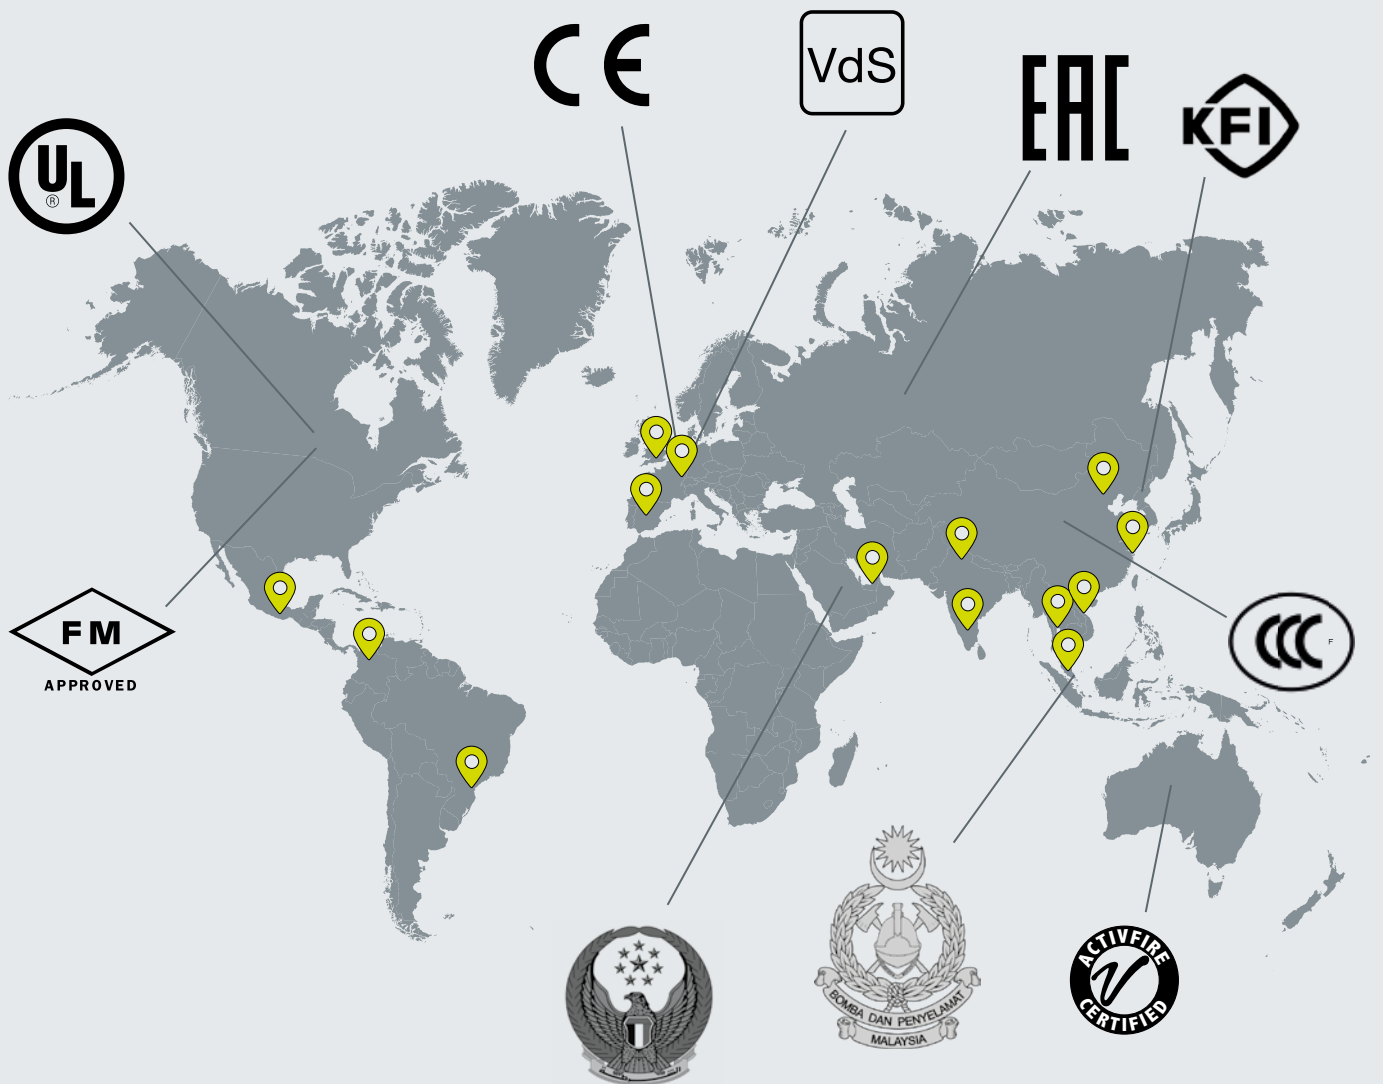 CE
VdS
EAC
KFI
UL
®
FM
APPROVED
CCC
F
BOMBA DAN PENYELAMAT
MALAYSIA
ACTIVFIRE
CERTIFIED